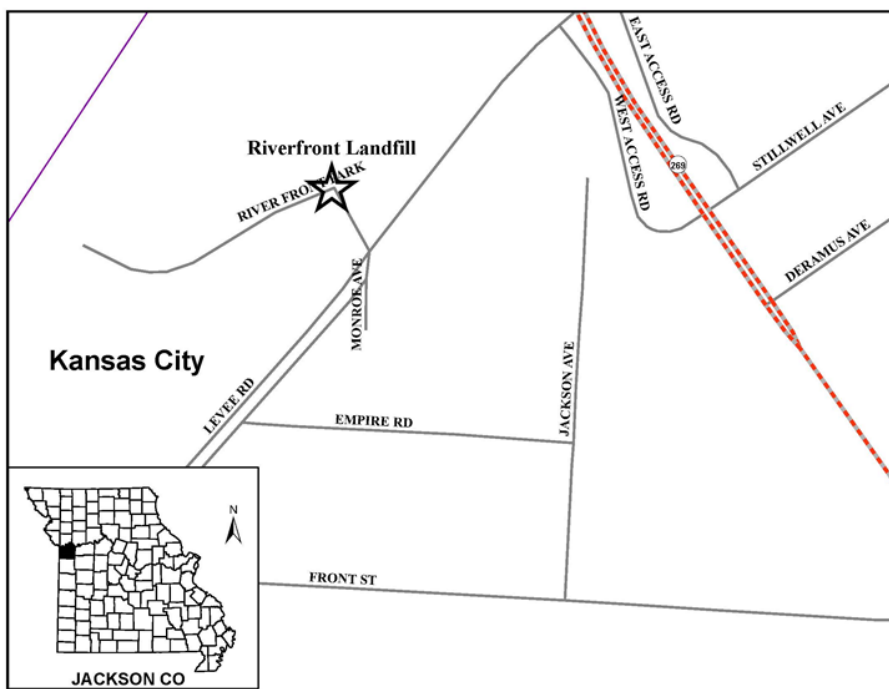 EAST ACCESS RD
WEST ACCESS RD
STILLWELL AVE
Riverfront Landfill
269
RIVER FRONT PARK
DERAMUS AVE
MONROE AVE
JACKSON AVE
Kansas City
LEVEE RD
EMPIRE RD
N
FRONT ST
JACKSON CO